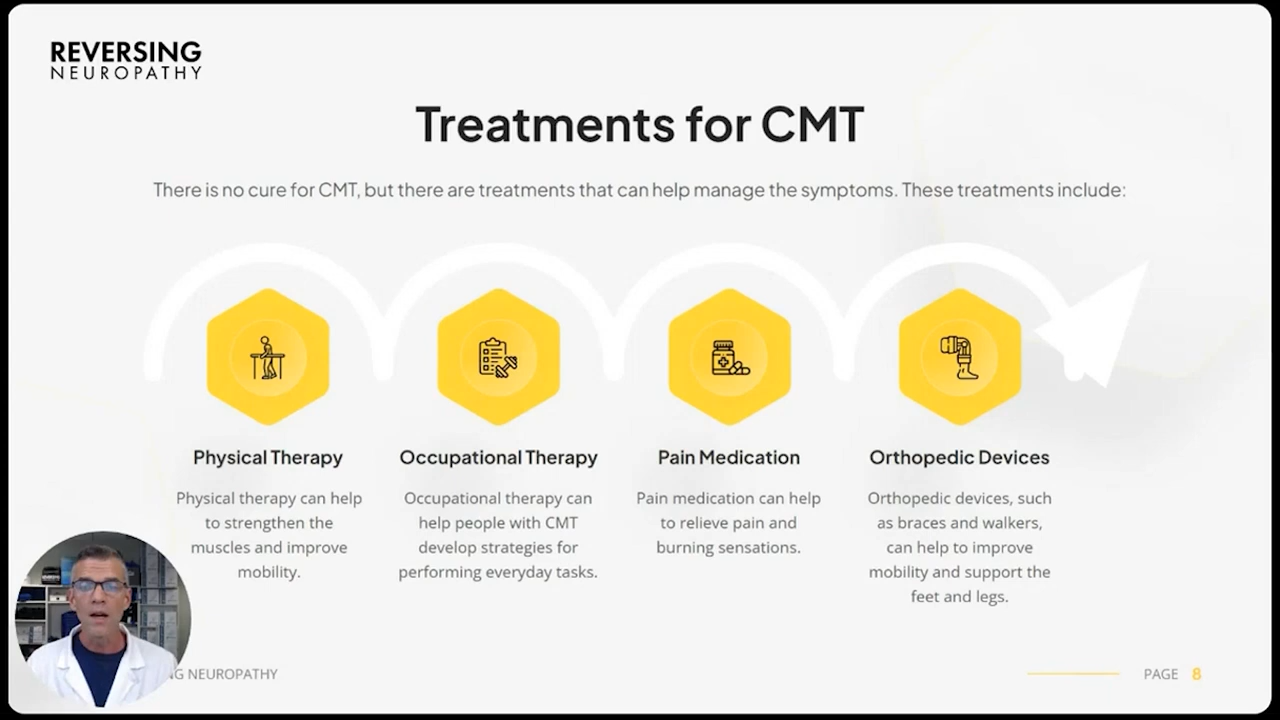 REVERSING
NEUROPATHY
Treatments for CMT
There is no cure for CMT, but there are treatments that can help manage the symptoms. These treatments include:
Physical Therapy
Physical therapy can help
to strengthen the
muscles and improve
mobility.
Occupational Therapy
Occupational therapy can
help people with CMT
develop strategies for
performing everyday tasks.
Pain Medication
Pain medication can help
to relieve pain and
burning sensations.
Orthopedic Devices
Orthopedic devices, such
as braces and walkers,
can help to improve
mobility and support the
feet and legs.
NG NEUROPATHY
PAGE 8